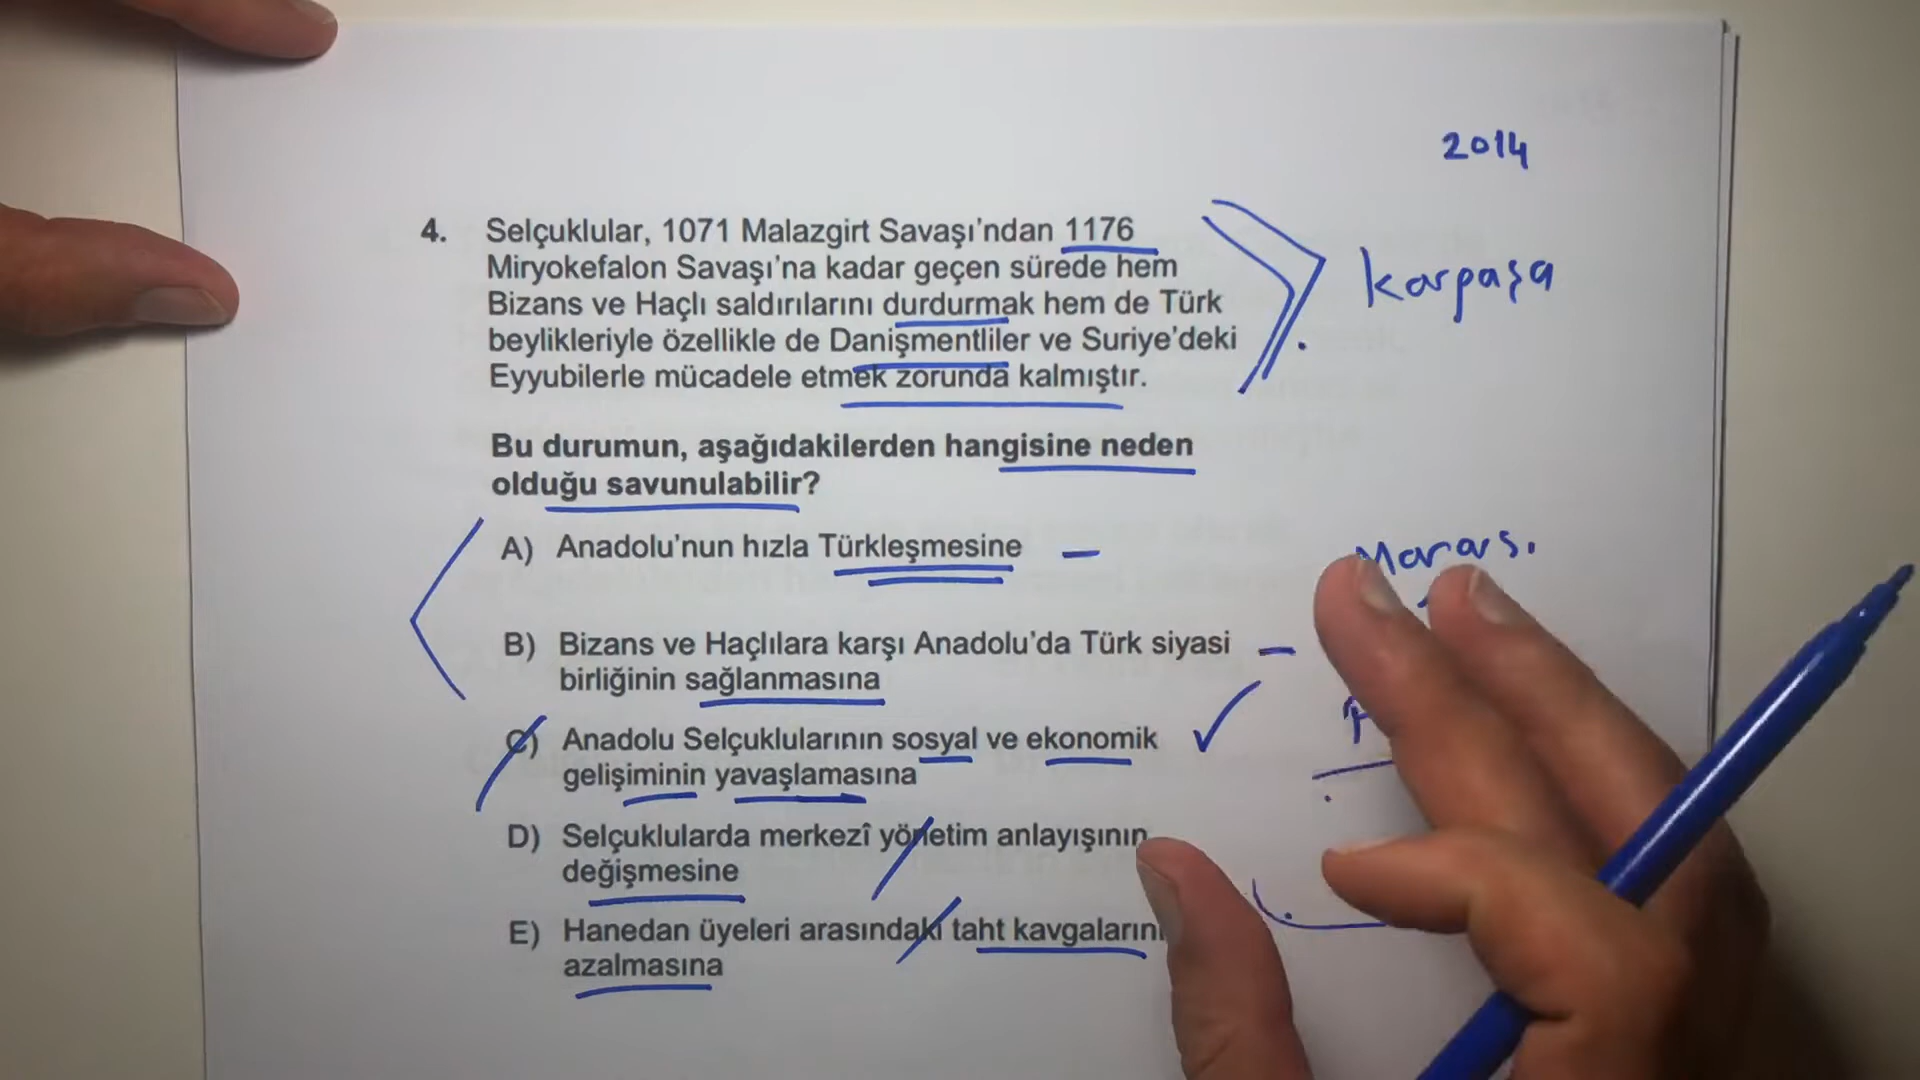 2014
4. Selçuklular, 1071 Malazgirt Savaşı'ndan 1176
Miryokefalon Savaşı'na kadar geçen sürede hem
Bizans ve Haçlı saldırılarını durdurmak hem de Türk
beylikleriyle özellikle de Danişmentliler ve Suriye'deki
Eyyubilerle mücadele etmek zorunda kalmıştır.
karpaşa
Bu durumun, aşağıdakilerden hangisine neden
olduğu savunulabilir?
A) Anadolu'nun hızla Türkleşmesine
B) Bizans ve Haçlılara karşı Anadolu'da Türk siyasi
birliğinin sağlanmasına
C) Anadolu Selçuklularının sosyal ve ekonomik
gelişiminin yavaşlamasına
D) Selçuklularda merkezî yönetim anlayışının
değişmesine
E) Hanedan üyeleri arasındaki taht kavgalarını
azalmasına